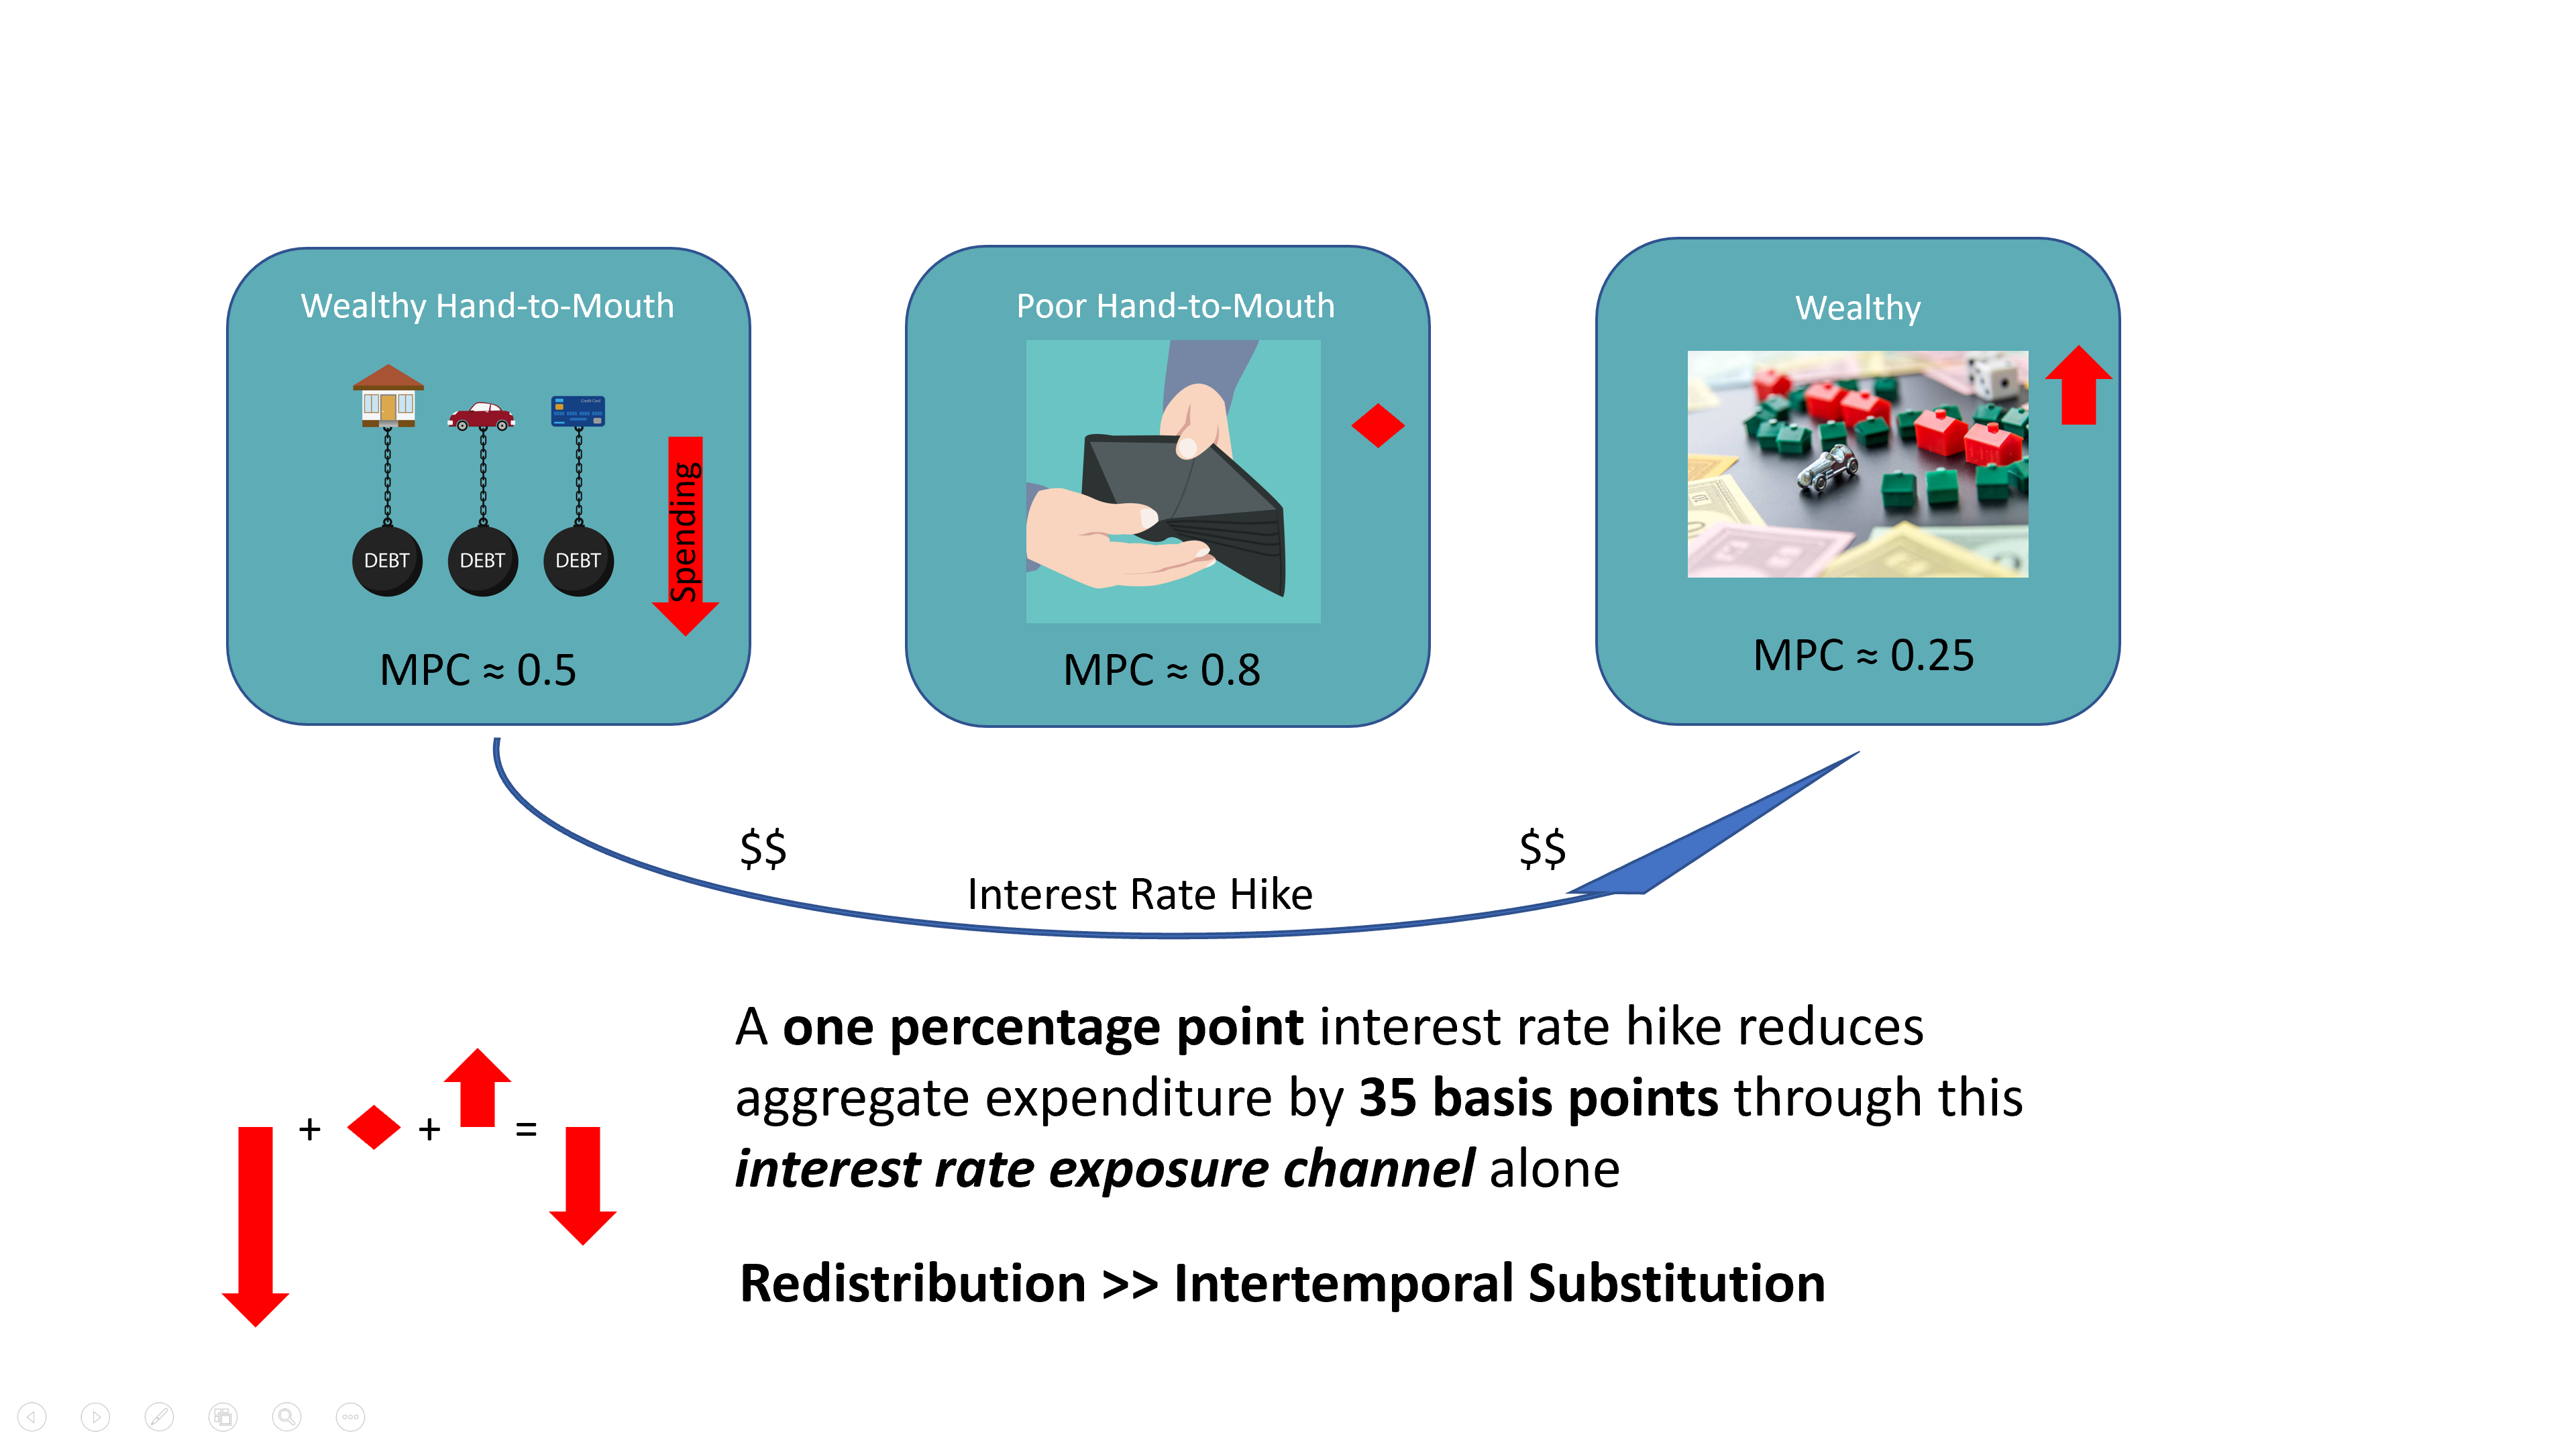 Wealthy Hand-to-Mouth
DEBT
DEBT
DEBT
Spending
MPC ≈ 0.5
Poor Hand-to-Mouth
MPC ≈ 0.8
Wealthy
MPC ≈ 0.25
$$
$$
Interest Rate Hike
+ + =
A one percentage point interest rate hike reduces
aggregate expenditure by 35 basis points through this
interest rate exposure channel alone
Redistribution >> Intertemporal Substitution